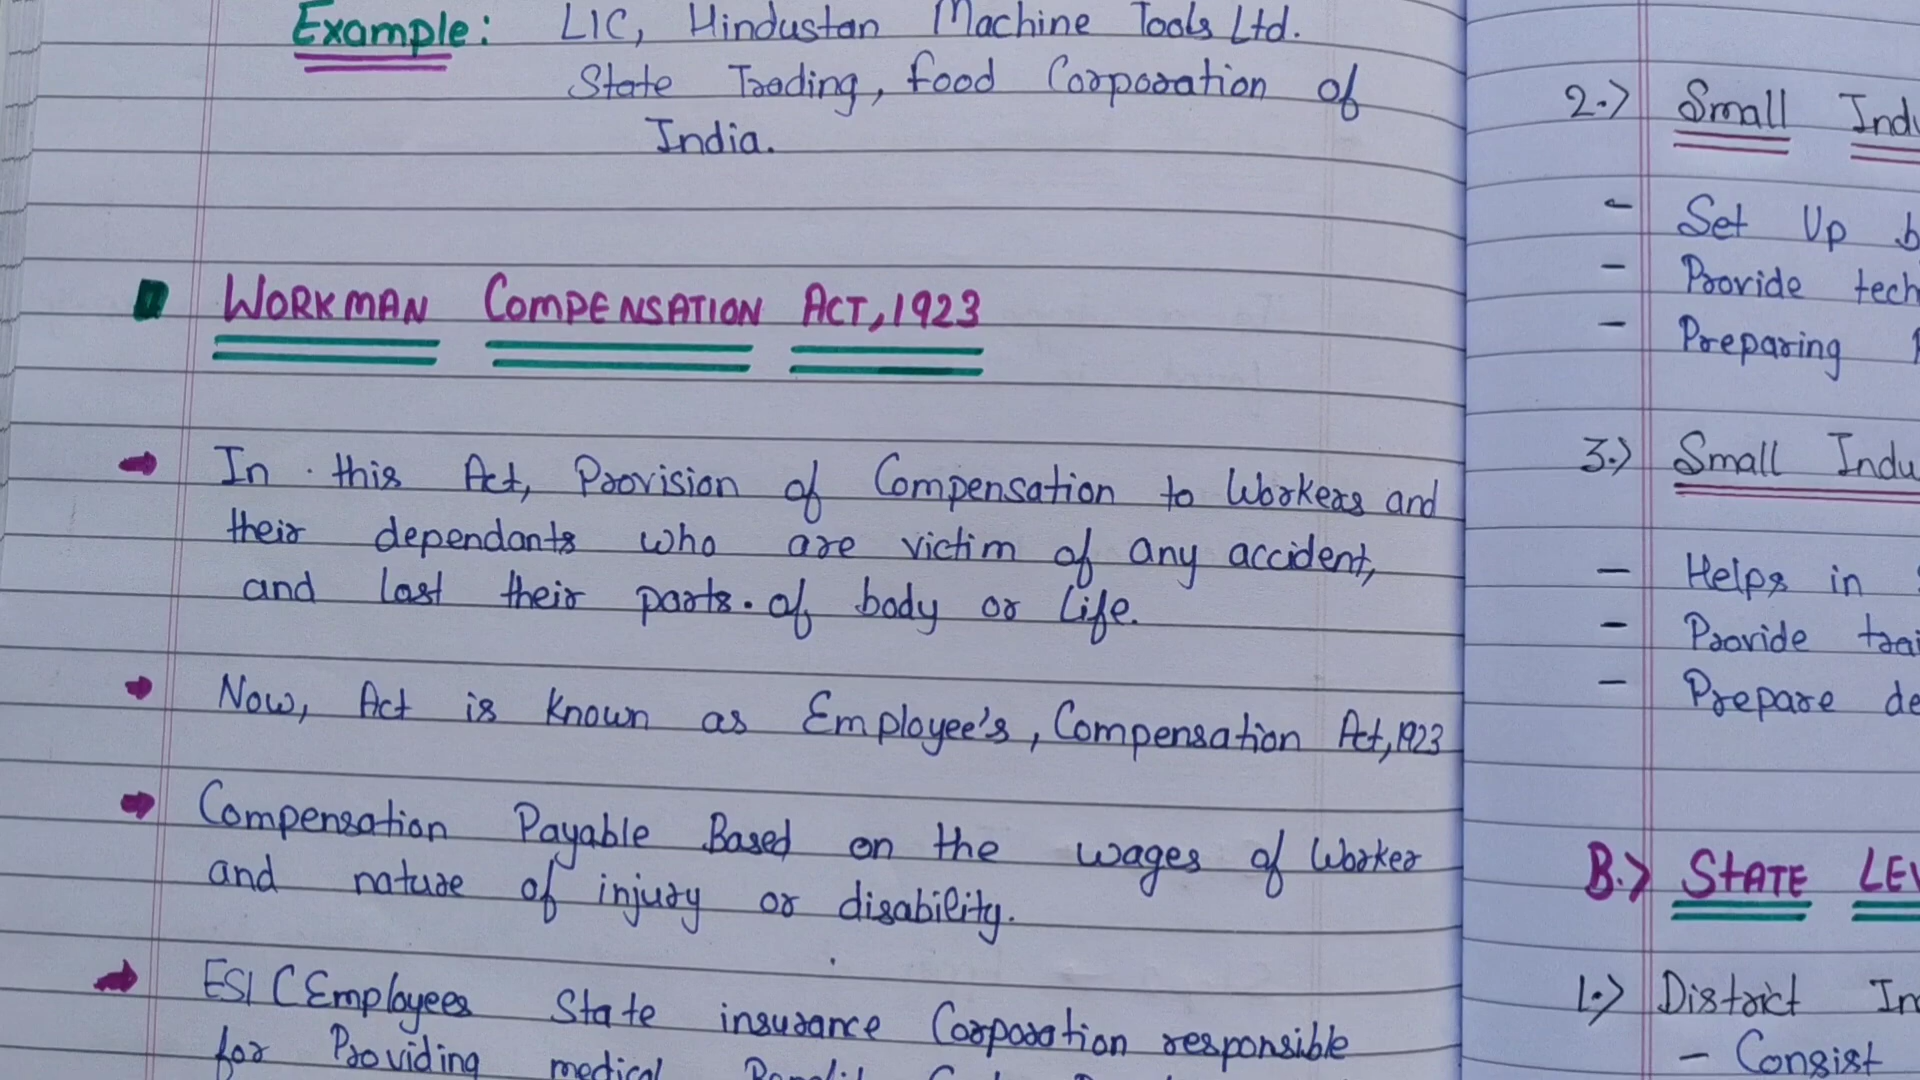 Example: LIC, Hindustan Machine Tools Ltd.
State Trading, Food Corporation of
India.
WORKMAN COMPENSATION ACT, 1923
In this Act, Provision of Compensation to Workers and
their dependants who are victim of any accident,
and lost their parts of body or life.
Now, Act is known as Employee's, Compensation Act, 1923
Compensation Payable Based on the wages of Worker
and nature of injury or disability.
ESI C Employees State insurance Corporation responsible
for Providing medical
2.) Small
Set Up
Provide
Preparing
3.) Small
Helps in
Provide
Prepare
B.) STATE
1.) District
- Consist